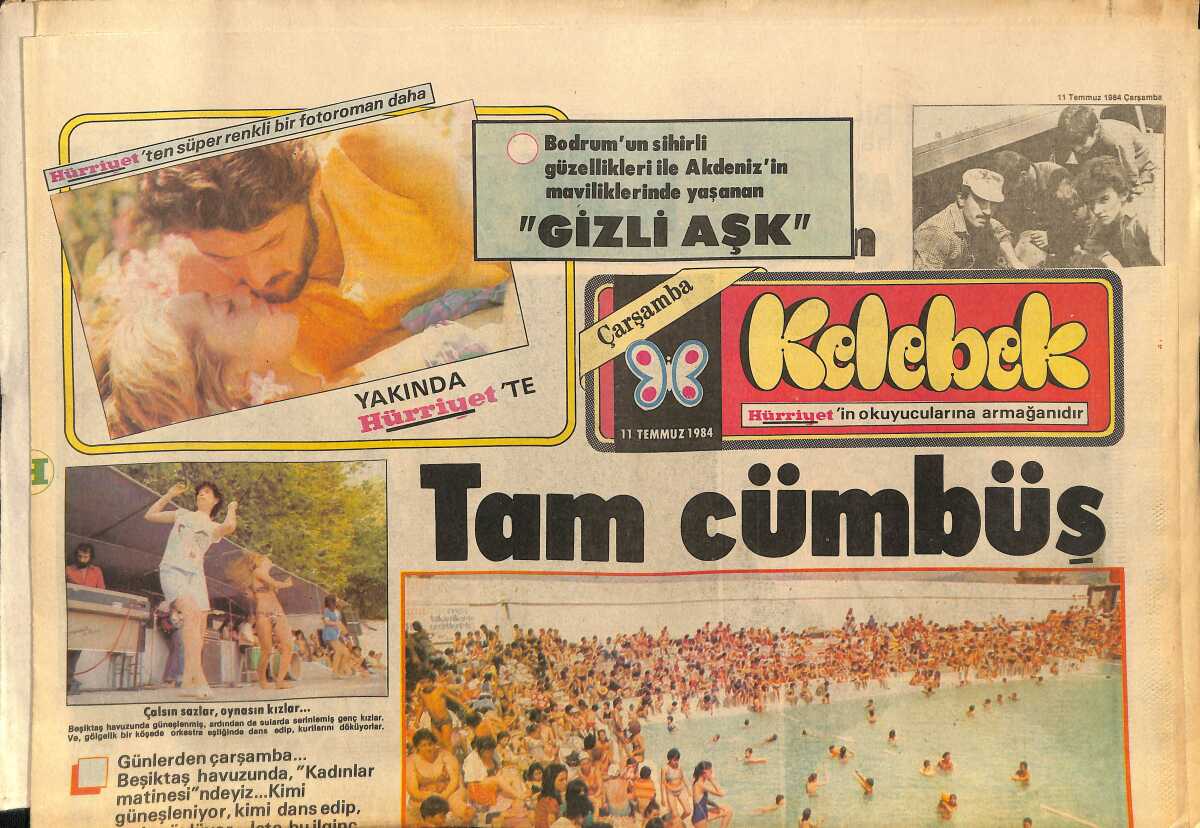 11 Temmuz 1984 Çarşamba
Hürriyet'ten süper renkli bir fotoroman daha
Bodrum'un sihirli
güzellikleri ile Akdeniz'in
maviliklerinde yaşanan
"GİZLİ AŞK"
YAKINDA
Hürriyet'TE
n
Çarşamba
Kelebek
Hürriyet'in okuyucularına armağanıdır
11 TEMMUZ 1984
H
Tam cümbüş
Çalsın sazlar, oynasın kızlar...
Beşiktaş havuzunda güneşlenmiş, ardından da sularda serinlemiş genç kızlar.
Ve, gölgelik bir köşede orkestra eşliğinde dans edip, kurtlarını döküyorlar.
Günlerden çarşamba...
Beşiktaş havuzunda, "Kadınlar
matinesi"ndeyiz...Kimi
güneşleniyor, kimi dans edip,